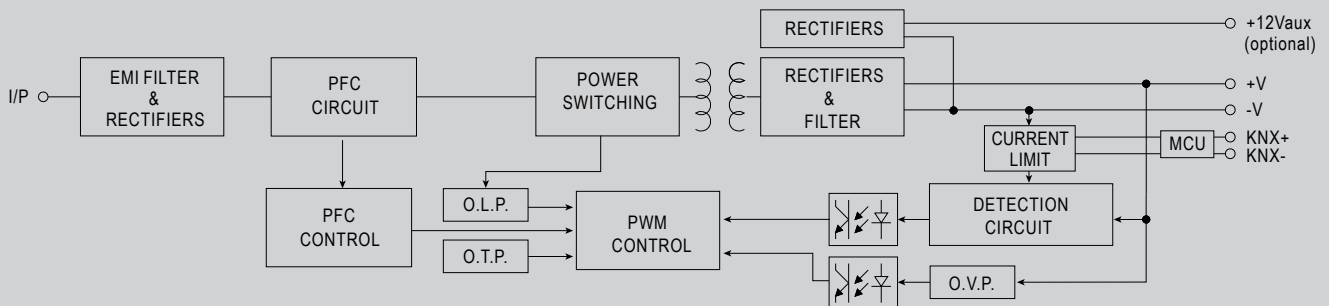 RECTIFIERS
+12Vaux
(optional)
I/P
EMI FILTER
&
RECTIFIERS
PFC
CIRCUIT
POWER
SWITCHING
RECTIFIERS
&
FILTER
+V
-V
CURRENT
LIMIT
MCU
KNX+
KNX-
PFC
CONTROL
O.L.P.
O.T.P.
PWM
CONTROL
DETECTION
CIRCUIT
O.V.P.